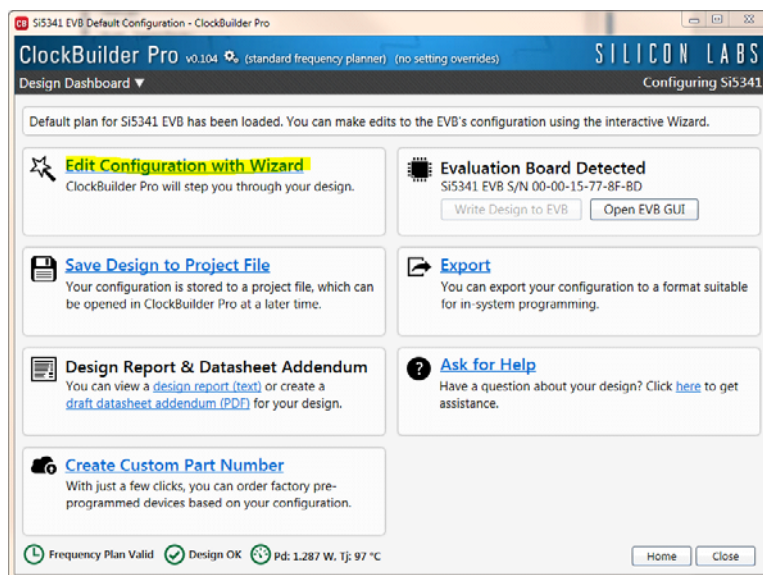 CB Si5341 EVB Default Configuration - ClockBuilder Pro
ClockBuilder Pro v0.104 (standard frequency planner) (no setting overrides) SILICON LABS
Design Dashboard ▼ Configuring Si5341
Default plan for Si5341 EVB has been loaded. You can make edits to the EVB's configuration using the interactive Wizard.
Edit Configuration with Wizard
ClockBuilder Pro will step you through your design.
Evaluation Board Detected
Si5341 EVB S/N 00-00-15-77-8F-8D
Write Design to EVB Open EVB GUI
Save Design to Project File
Your configuration is stored to a project file, which can
be opened in ClockBuilder Pro at a later time.
Export
You can export your configuration to a format suitable
for in-system programming.
Design Report & Datasheet Addendum
You can view a design report (text) or create a
draft datasheet addendum (PDF) for your design.
? Ask for Help
Have a question about your design? Click here to get
assistance.
Create Custom Part Number
With just a few clicks, you can order factory pre-
programmed devices based on your configuration.
Frequency Plan Valid Design OK Pd: 1.287 W, Tj: 97 °C
Home Close